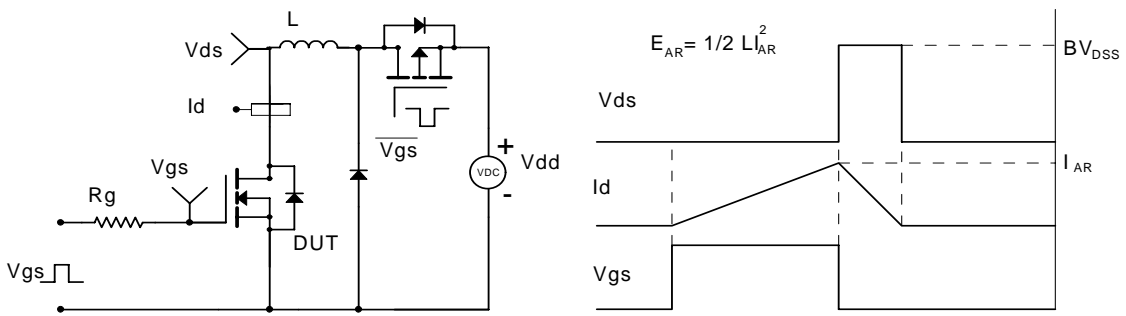 L
Vds
Id
Vgs
Vgs
+
Vdd
VDC
-
Rg
DUT
Vgs
E_AR = 1/2 LI_AR^2
BV_DSS
Vds
I_AR
Id
Vgs